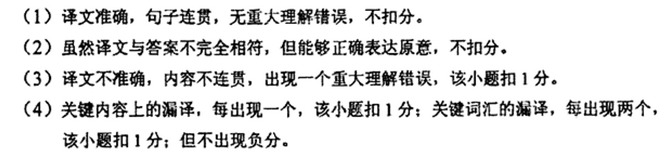 （1）译文准确，句子连贯，无重大理解错误，不扣分。
（2）虽然译文与答案不完全相符，但能够正确表达原意，不扣分。
（3）译文不准确，内容不连贯，出现一个重大理解错误，该小题扣1分。
（4）关键内容上的漏译，每出现一个，该小题扣1分；关键词汇的漏译，每出现两个，
该小题扣1分；但不出现负分。